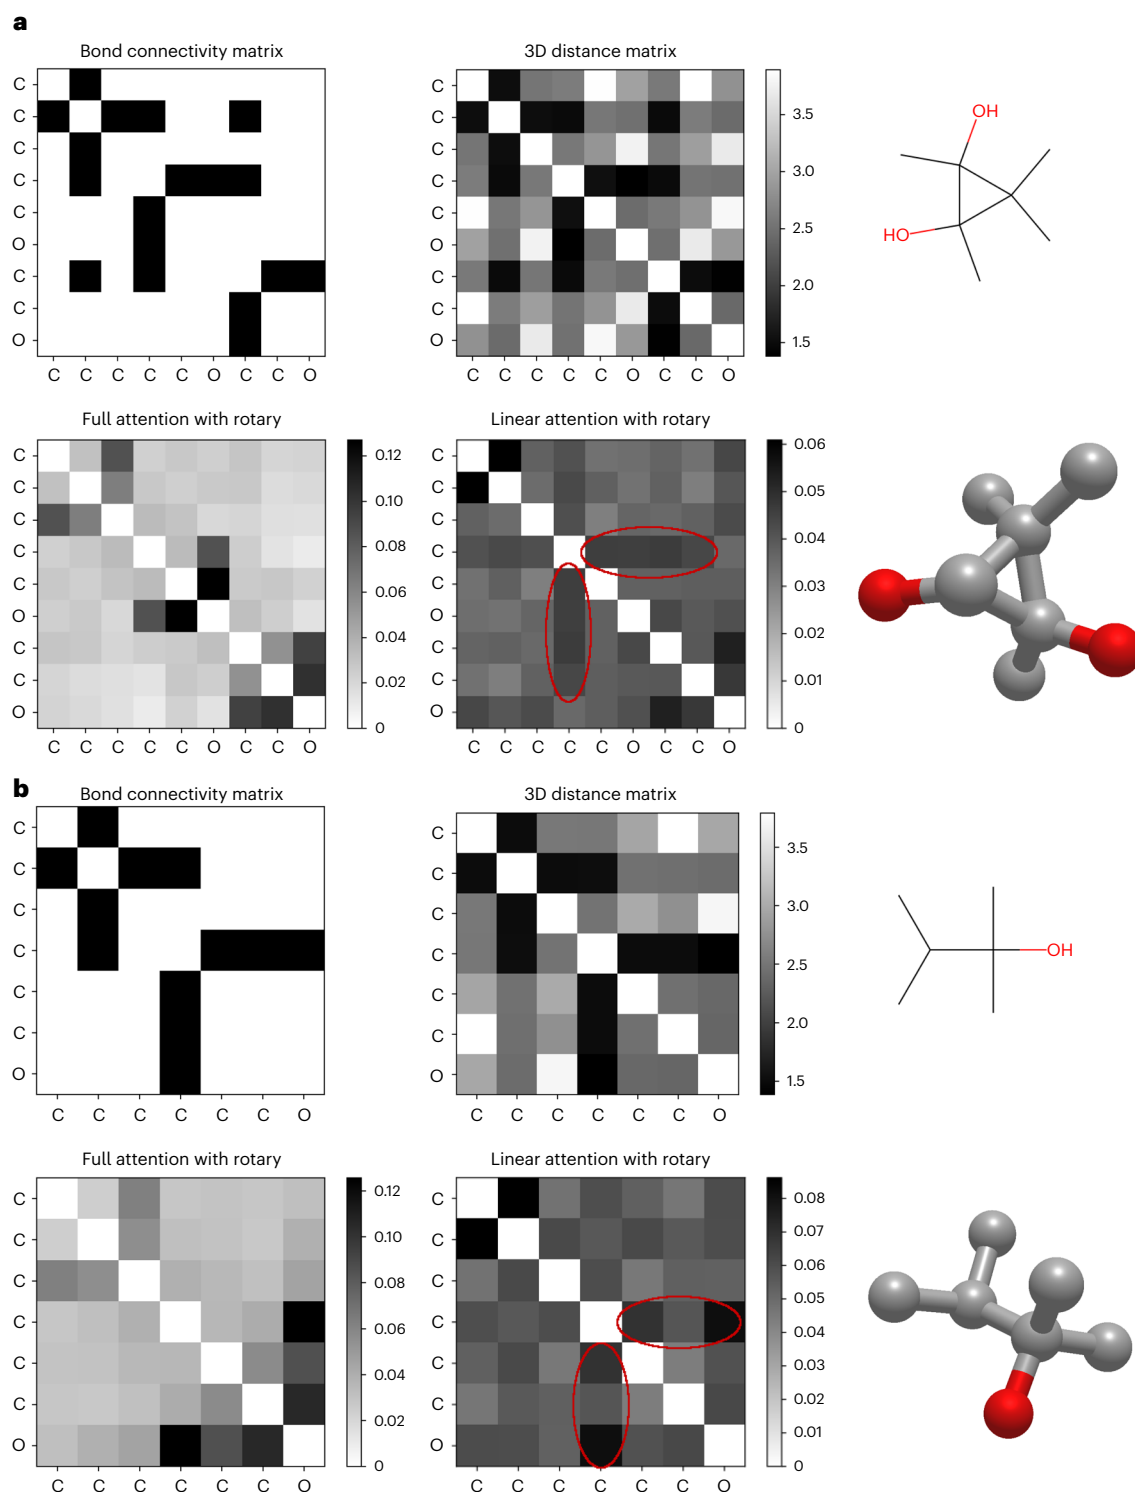 a
Bond connectivity matrix
C
C
C
C
C
O
C
C
O
C C C C C O C C O
3D distance matrix
C
C
C
C
C
O
C
C
O
C C C C C O C C O
3.5
3.0
2.5
2.0
1.5
OH
HO
Full attention with rotary
C
C
C
C
C
O
C
C
O
C C C C C O C C O
0.12
0.10
0.08
0.06
0.04
0.02
0
Linear attention with rotary
C
C
C
C
C
O
C
C
O
C C C C C O C C O
0.06
0.05
0.04
0.03
0.02
0.01
0
b
Bond connectivity matrix
C
C
C
C
C
C
O
C C C C C C O
3D distance matrix
C
C
C
C
C
C
O
C C C C C C O
3.5
3.0
2.5
2.0
1.5
OH
Full attention with rotary
C
C
C
C
C
C
O
C C C C C C O
0.12
0.10
0.08
0.06
0.04
0.02
0
Linear attention with rotary
C
C
C
C
C
C
O
C C C C C C O
0.08
0.07
0.06
0.05
0.04
0.03
0.02
0.01
0